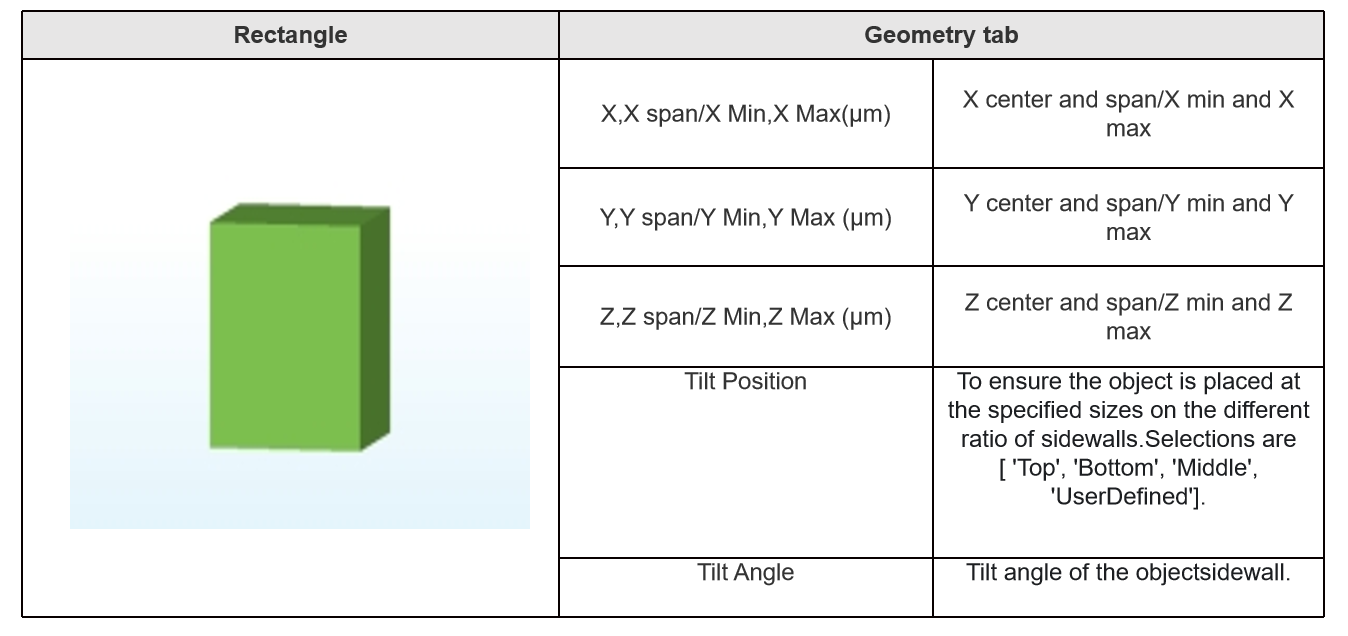 Rectangle
Geometry tab
X,X span/X Min,X Max(μm)
X center and span/X min and X
max
Y,Y span/Y Min,Y Max (μm)
Y center and span/Y min and Y
max
Z,Z span/Z Min,Z Max (μm)
Z center and span/Z min and Z
max
Tilt Position
To ensure the object is placed at
the specified sizes on the different
ratio of sidewalls.Selections are
[ 'Top', 'Bottom', 'Middle',
'UserDefined'].
Tilt Angle
Tilt angle of the objectsidewall.